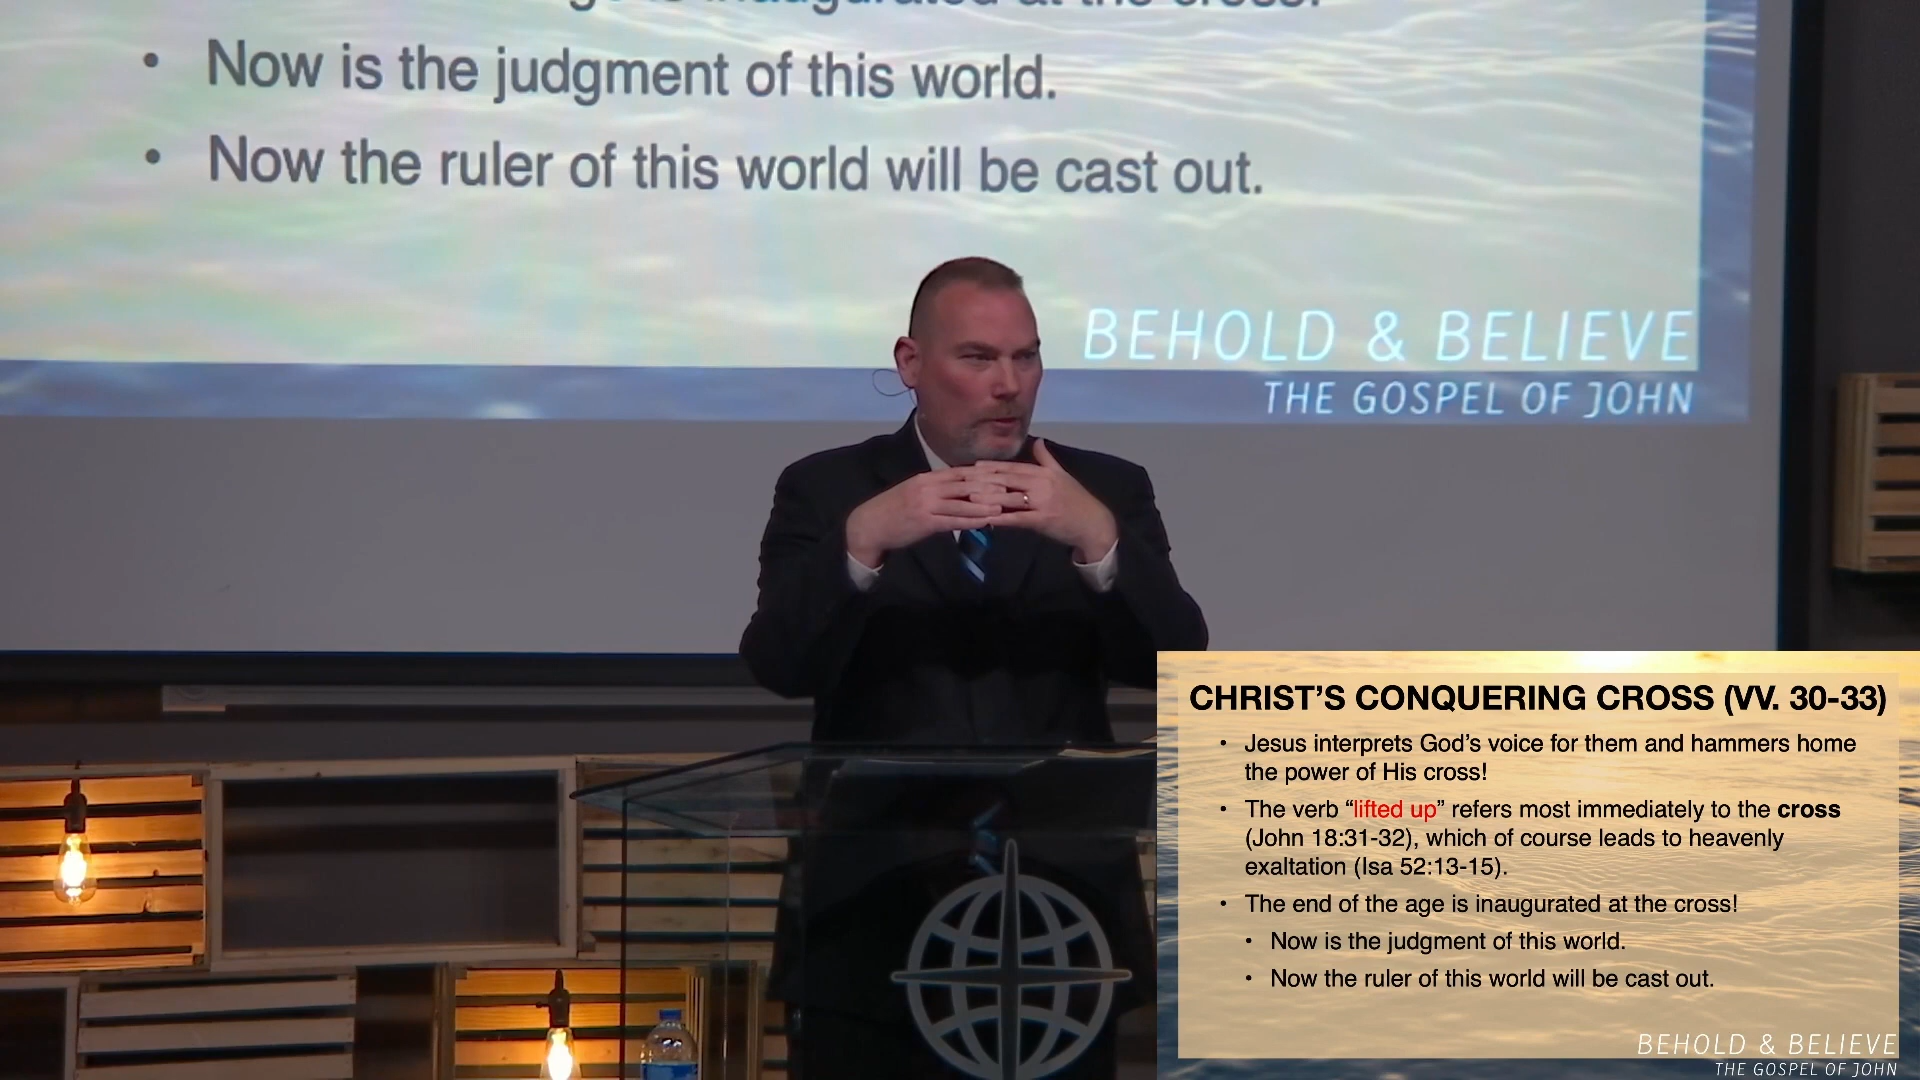 is inaugurated at the cross!
• Now is the judgment of this world.
• Now the ruler of this world will be cast out.
BEHOLD & BELIEVE
THE GOSPEL OF JOHN
CHRIST’S CONQUERING CROSS (VV. 30-33)
• Jesus interprets God’s voice for them and hammers home
the power of His cross!
• The verb “lifted up” refers most immediately to the cross
(John 18:31-32), which of course leads to heavenly
exaltation (Isa 52:13-15).
• The end of the age is inaugurated at the cross!
• Now is the judgment of this world.
• Now the ruler of this world will be cast out.
BEHOLD & BELIEVE
THE GOSPEL OF JOHN